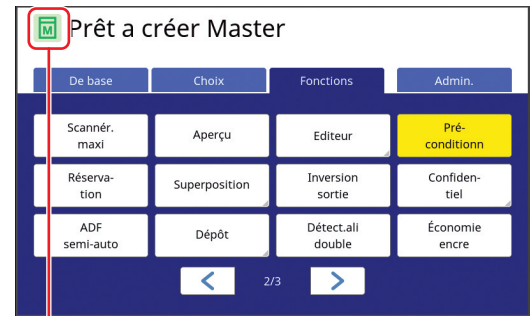 M Prêt a créer Master
De base Choix Fonctions Admin.
Scannér.
maxi
Aperçu
Editeur
Pré-
conditionn
Réserva-
tion
Superposition
Inversion
sortie
Confiden-
tiel
ADF
semi-auto
Dépôt
Détect.ali
double
Économie
encre
2/3